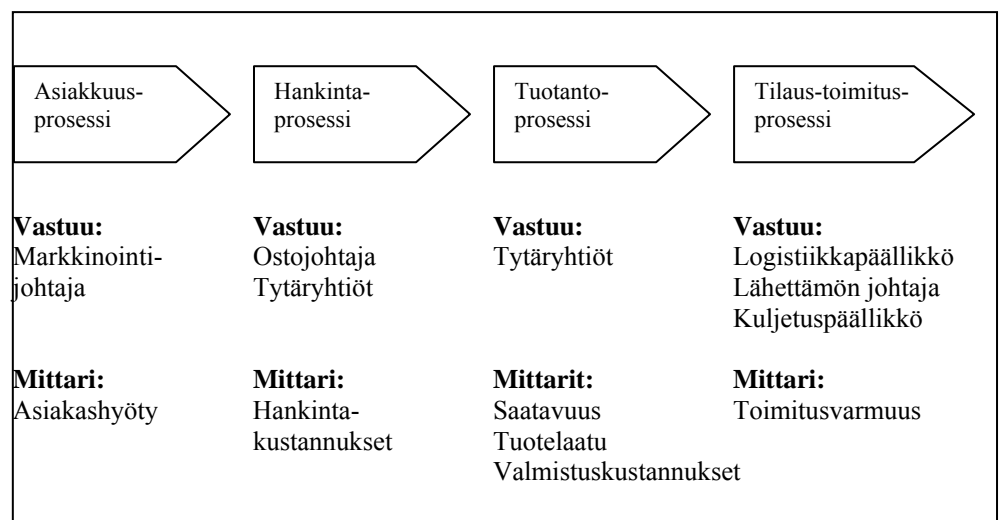 Asiakkuus-
prosessi
Hankinta-
prosessi
Tuotanto-
prosessi
Tilaus-toimitus-
prosessi
Vastuu:
Markkinointi-
johtaja
Vastuu:
Ostojohtaja
Tytäryhtiöt
Vastuu:
Tytäryhtiöt
Vastuu:
Logistiikkapäällikkö
Lähettämön johtaja
Kuljetuspäällikkö
Mittari:
Asiakashyöty
Mittari:
Hankinta-
kustannukset
Mittarit:
Saatavuus
Tuotelaatu
Valmistuskustannukset
Mittari:
Toimitusvarmuus